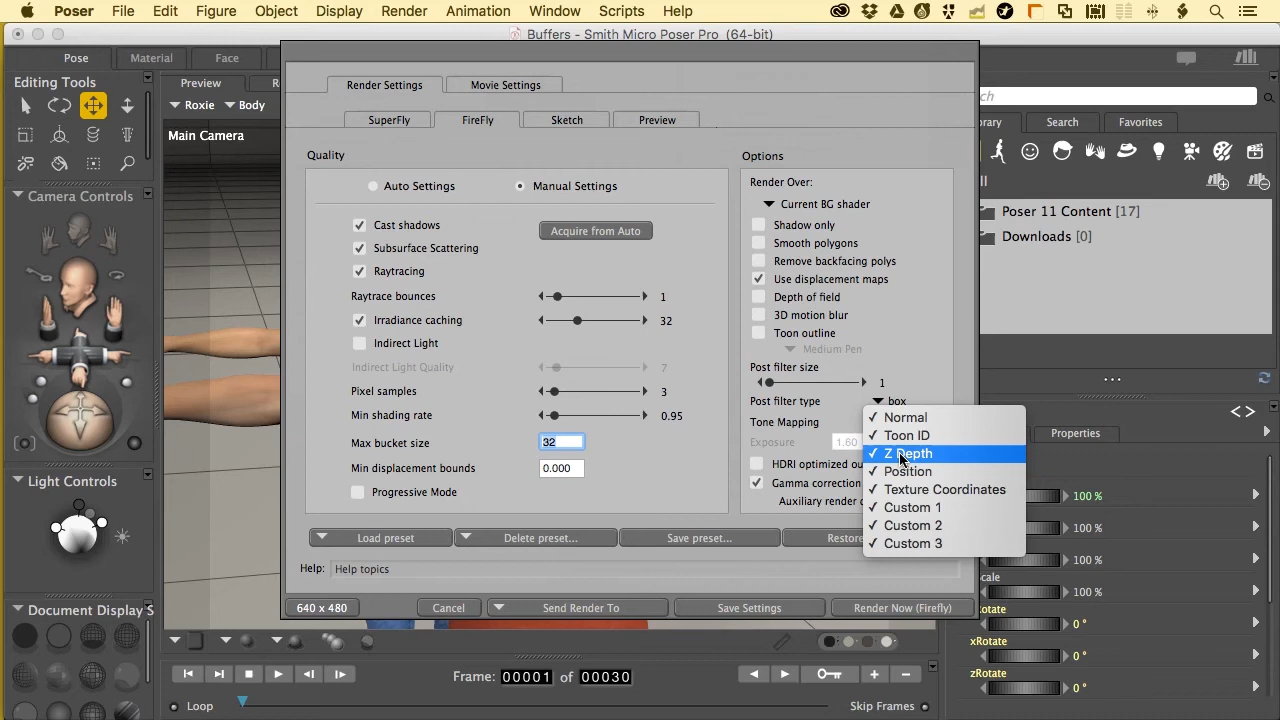 Poser File Edit Figure Object Display Render Animation Window Scripts Help
Buffers - Smith Micro Poser Pro (64-bit)
Pose Material Face
Render Settings Movie Settings
Editing Tools
Preview
Roxie Body
Main Camera
SuperFly FireFly Sketch Preview
ch
Search Favorites
Quality
Options
Auto Settings Manual Settings
Render Over:
Current BG shader
Cast shadows
Acquire from Auto
Shadow only
Subsurface Scattering
Smooth polygons
Raytracing
Remove backfacing polys
Use displacement maps
Raytrace bounces 1
Depth of field
Irradiance caching 32
3D motion blur
Indirect Light
Toon outline
Medium Pen
Indirect Light Quality 7
Post filter size
1
Pixel samples 3
Post filter type box
Min shading rate 0.95
Tone Mapping
Max bucket size 32
Exposure 1.60
Min displacement bounds 0.000
HDRI optimized ou
Progressive Mode
Gamma correction
Auxiliary render d
Normal
Toon ID
Z Depth
Position
Texture Coordinates
Custom 1
Custom 2
Custom 3
Load preset Delete preset... Save preset... Restore
Help: Help topics
640 x 480 Cancel Send Render To Save Settings Render Now (Firefly)
Camera Controls
Light Controls
Document Display S
ll
Poser 11 Content [17]
Downloads [0]
Properties
100 %
100 %
100 %
Scale
100 %
Rotate
0 °
xRotate
0 °
zRotate
0 °
Frame: 00001 of 00030
Loop
Skip Frames